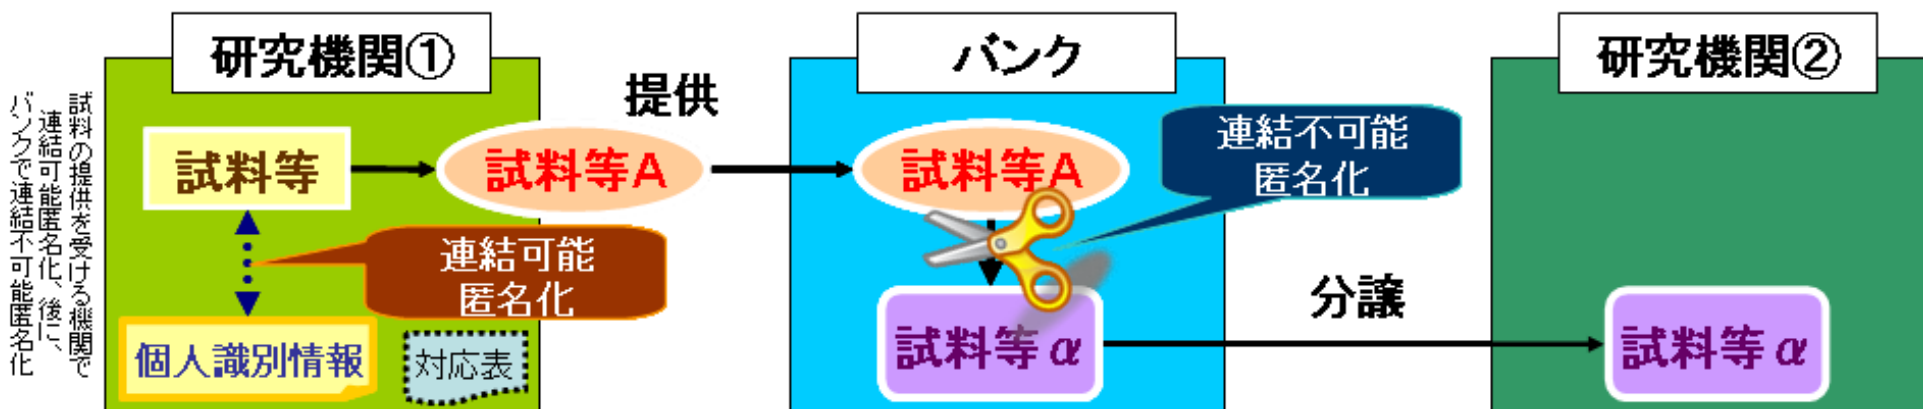 試料の提供を受ける機関で
連結可能匿名化、後に、
バンクで連結不可能匿名化
研究機関①
試料等
試料等A
連結可能
匿名化
個人識別情報
対応表
提供
バンク
試料等A
連結不可能
匿名化
試料等α
分譲
研究機関②
試料等α